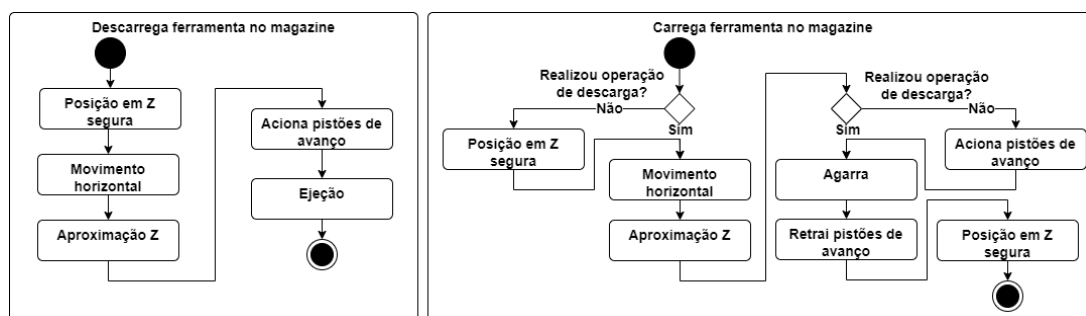 Descarrega ferramenta no magazine
Posição em Z
segura
Movimento
horizontal
Aproximação Z
Aciona pistões de
avanço
Ejeção
Carrega ferramenta no magazine
Realizou operação
de descarga?
Não
Sim
Posição em Z
segura
Movimento
horizontal
Aproximação Z
Realizou operação
de descarga?
Não
Sim
Aciona pistões de
avanço
Agarra
Retrai pistões de
avanço
Posição em Z
segura